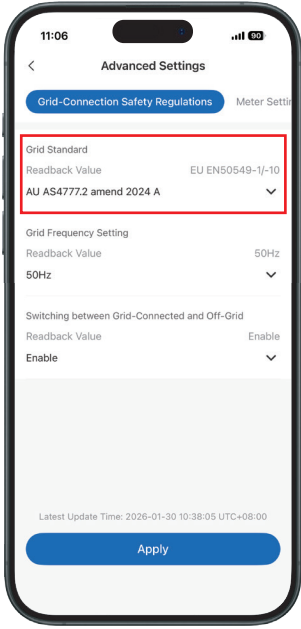 11:06
90
Advanced Settings
Grid-Connection Safety Regulations Meter Settin
Grid Standard
Readback Value EU EN50549-1/-10
AU AS4777.2 amend 2024 A
Grid Frequency Setting
Readback Value 50Hz
50Hz
Switching between Grid-Connected and Off-Grid
Readback Value Enable
Enable
Latest Update Time: 2026-01-30 10:38:05 UTC+08:00
Apply